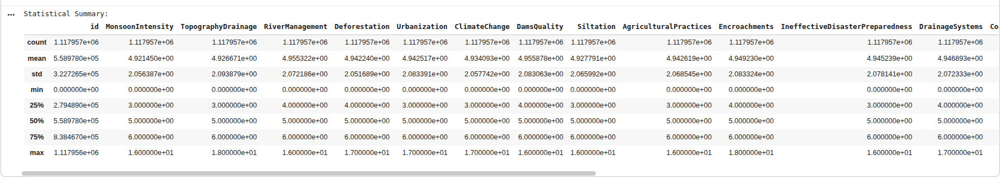 Statistical Summary:
id MonsoonIntensity TopographyDrainage RiverManagement Deforestation Urbanization ClimateChange DamsQuality Siltation AgriculturalPractices Encroachments IneffectiveDisasterPreparedness DrainageSystems
count 1.117957e+06 1.117957e+06 1.117957e+06 1.117957e+06 1.117957e+06 1.117957e+06 1.117957e+06 1.117957e+06 1.117957e+06 1.117957e+06 1.117957e+06 1.117957e+06 1.117957e+06
mean 5.589780e+05 4.921450e+00 4.926671e+00 4.955322e+00 4.942240e+00 4.942517e+00 4.934093e+00 4.955878e+00 4.927791e+00 4.942619e+00 4.949230e+00 4.945239e+00 4.946893e+00
std 3.227265e+05 2.056387e+00 2.093879e+00 2.072186e+00 2.051689e+00 2.083391e+00 2.057742e+00 2.083063e+00 2.065992e+00 2.068545e+00 2.083324e+00 2.078141e+00 2.072333e+00
min 0.000000e+00 0.000000e+00 0.000000e+00 0.000000e+00 0.000000e+00 0.000000e+00 0.000000e+00 0.000000e+00 0.000000e+00 0.000000e+00 0.000000e+00 0.000000e+00 0.000000e+00
25% 2.794890e+05 3.000000e+00 3.000000e+00 4.000000e+00 4.000000e+00 3.000000e+00 3.000000e+00 4.000000e+00 3.000000e+00 3.000000e+00 4.000000e+00 3.000000e+00 4.000000e+00
50% 5.589780e+05 5.000000e+00 5.000000e+00 5.000000e+00 5.000000e+00 5.000000e+00 5.000000e+00 5.000000e+00 5.000000e+00 5.000000e+00 5.000000e+00 5.000000e+00 5.000000e+00
75% 8.384670e+05 6.000000e+00 6.000000e+00 6.000000e+00 6.000000e+00 6.000000e+00 6.000000e+00 6.000000e+00 6.000000e+00 6.000000e+00 6.000000e+00 6.000000e+00 6.000000e+00
max 1.117956e+06 1.600000e+01 1.800000e+01 1.600000e+01 1.700000e+01 1.700000e+01 1.700000e+01 1.600000e+01 1.600000e+01 1.600000e+01 1.800000e+01 1.600000e+01 1.700000e+01